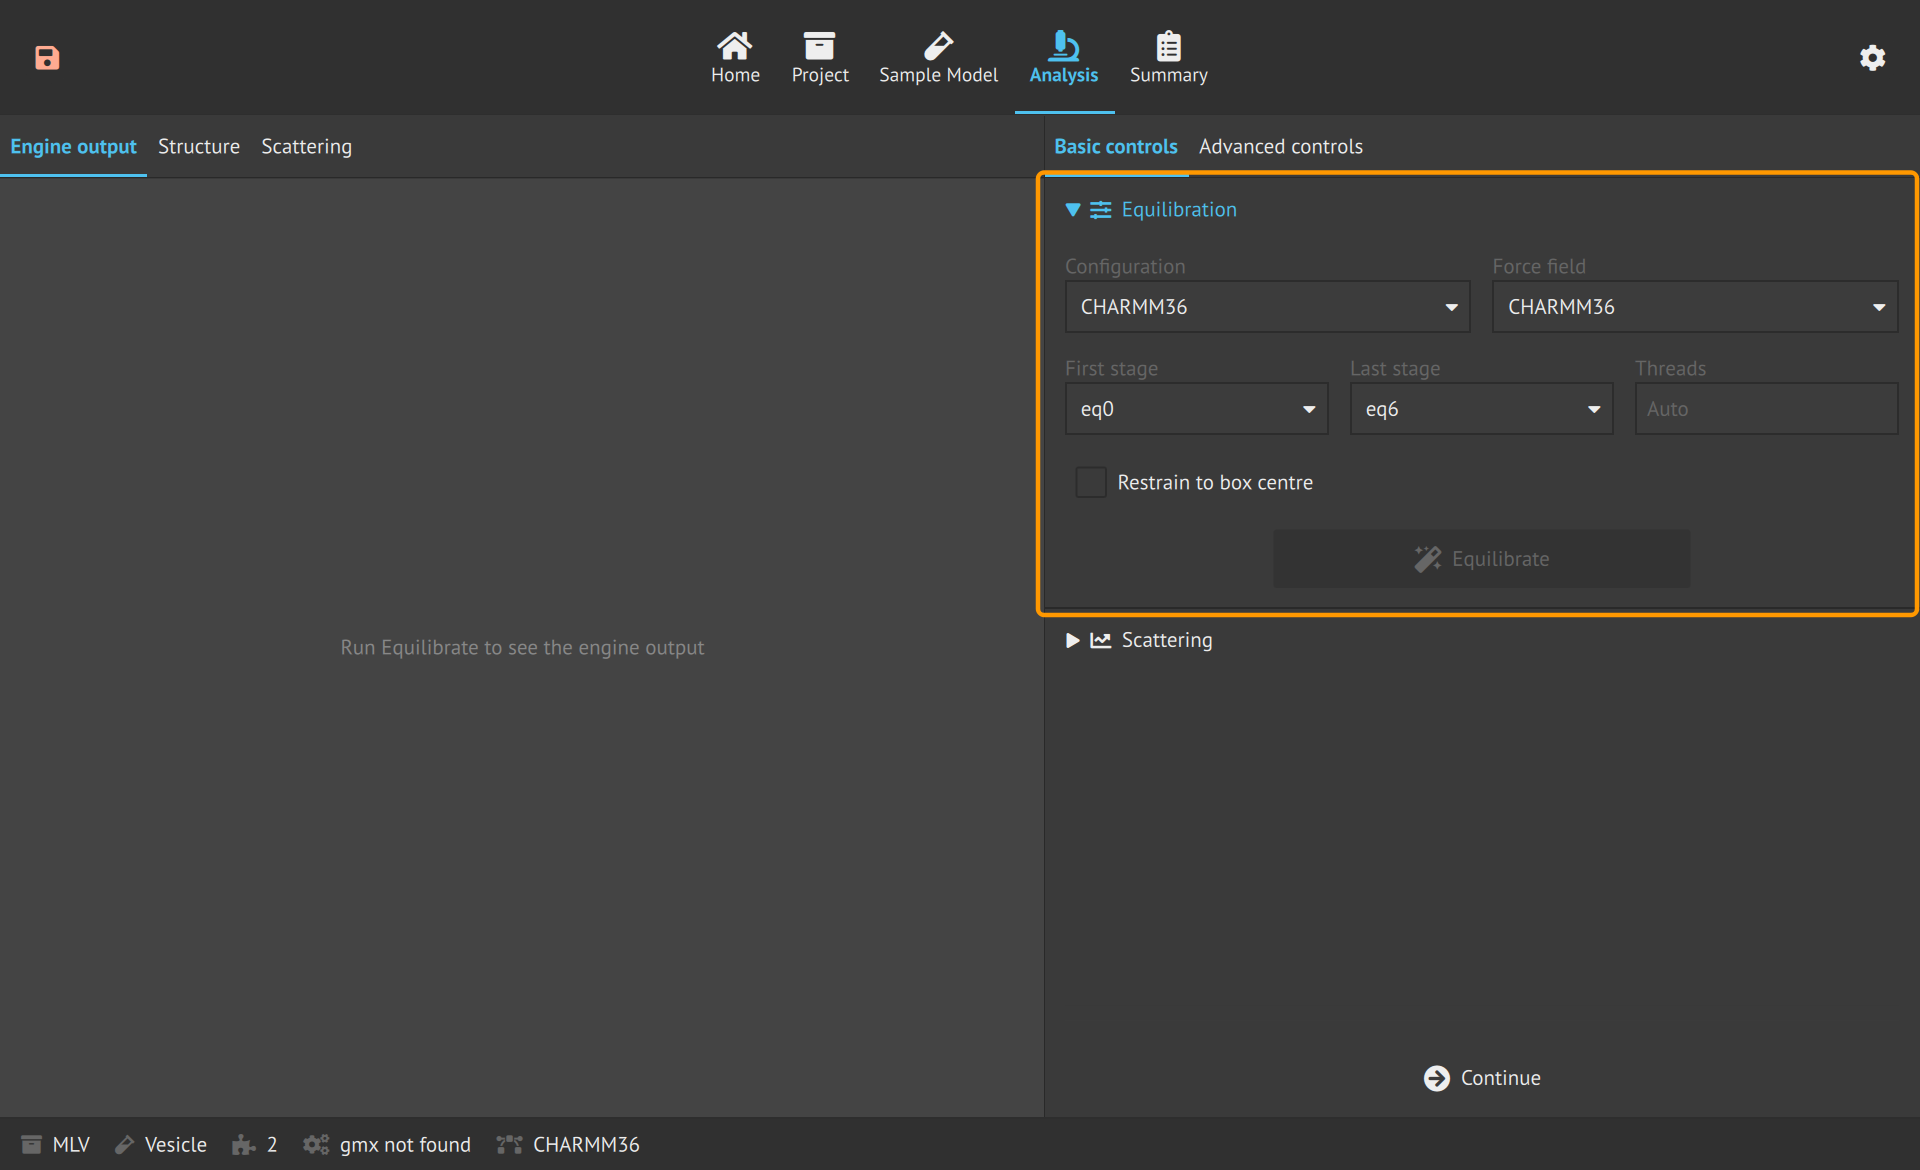 Home Project Sample Model Analysis Summary
Engine output Structure Scattering
Basic controls Advanced controls
Equilibration
Configuration Force field
CHARMM36 CHARMM36
First stage Last stage Threads
eq0 eq6 Auto
Restrain to box centre
Equilibrate
Scattering
Run Equilibrate to see the engine output
Continue
MLV Vesicle 2 gmx not found CHARMM36